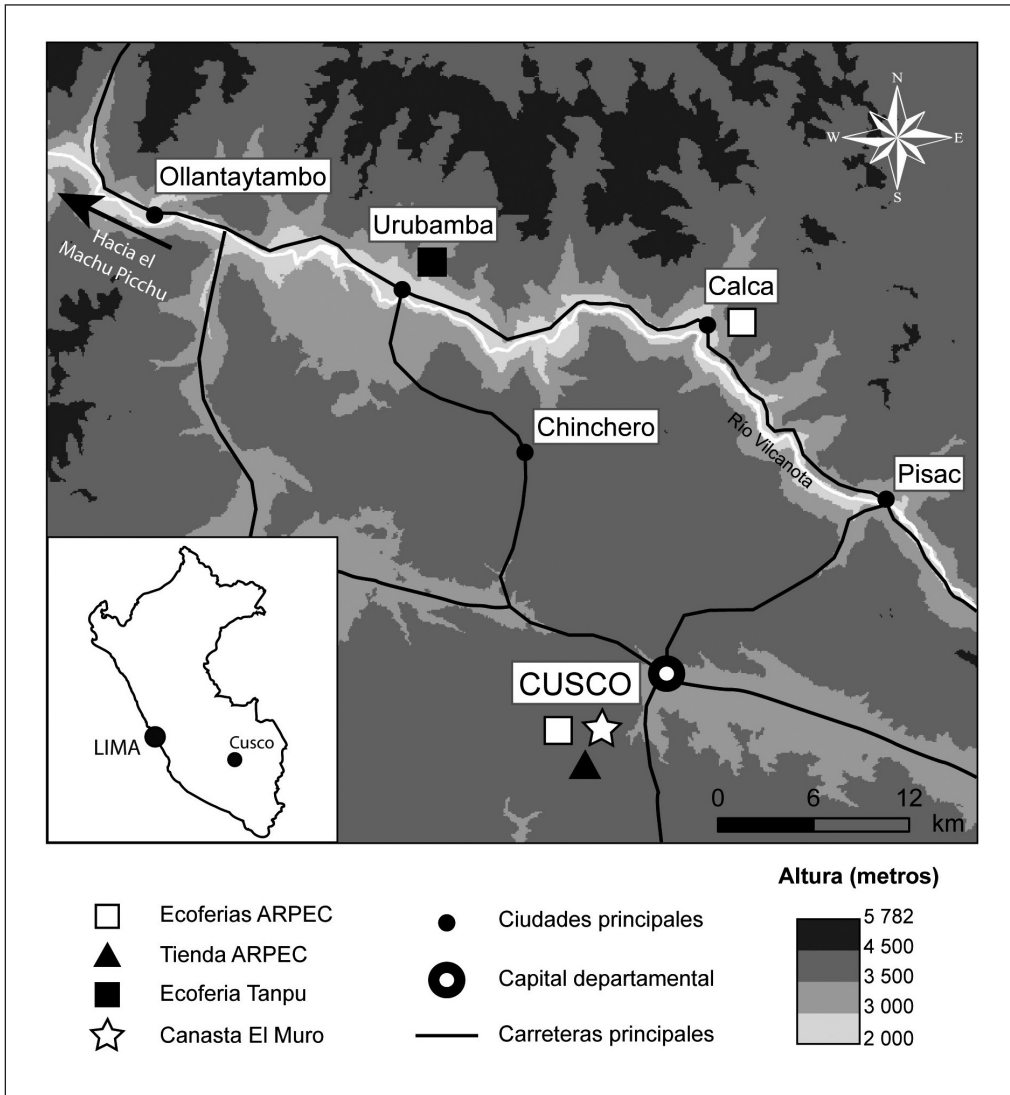 N
W E
S
Ollantaytambo
Urubamba
Hacia el
Machu Picchu
Calca
Chinchero
Río Vilcanota
Pisac
CUSCO
LIMA
Cusco
0 6 12
km
Altura (metros)
Ecoferias ARPEC
Tienda ARPEC
Ecoferia Tanpu
Canasta El Muro
Ciudades principales
Capital departamental
Carreteras principales
5 782
4 500
3 500
3 000
2 000